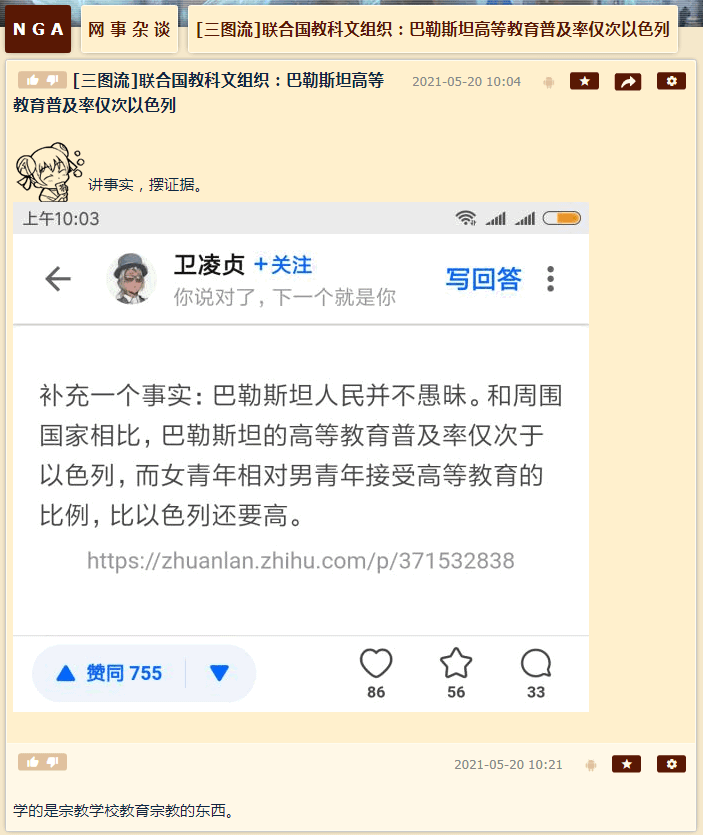 NGA
网事杂谈
[三图流]联合国教科文组织：巴勒斯坦高等教育普及率仅次以色列
[三图流]联合国教科文组织：巴勒斯坦高等
教育普及率仅次以色列
2021-05-20 10:04
讲事实，摆证据。
上午10:03
卫凌贞 +关注
你说对了，下一个就是你
写回答
补充一个事实：巴勒斯坦人民并不愚昧。和周围
国家相比，巴勒斯坦的高等教育普及率仅次于
以色列，而女青年相对男青年接受高等教育的
比例，比以色列还要高。
https://zhuanlan.zhihu.com/p/371532838
赞同 755
86
56
33
2021-05-20 10:21
学的是宗教学校教育宗教的东西。